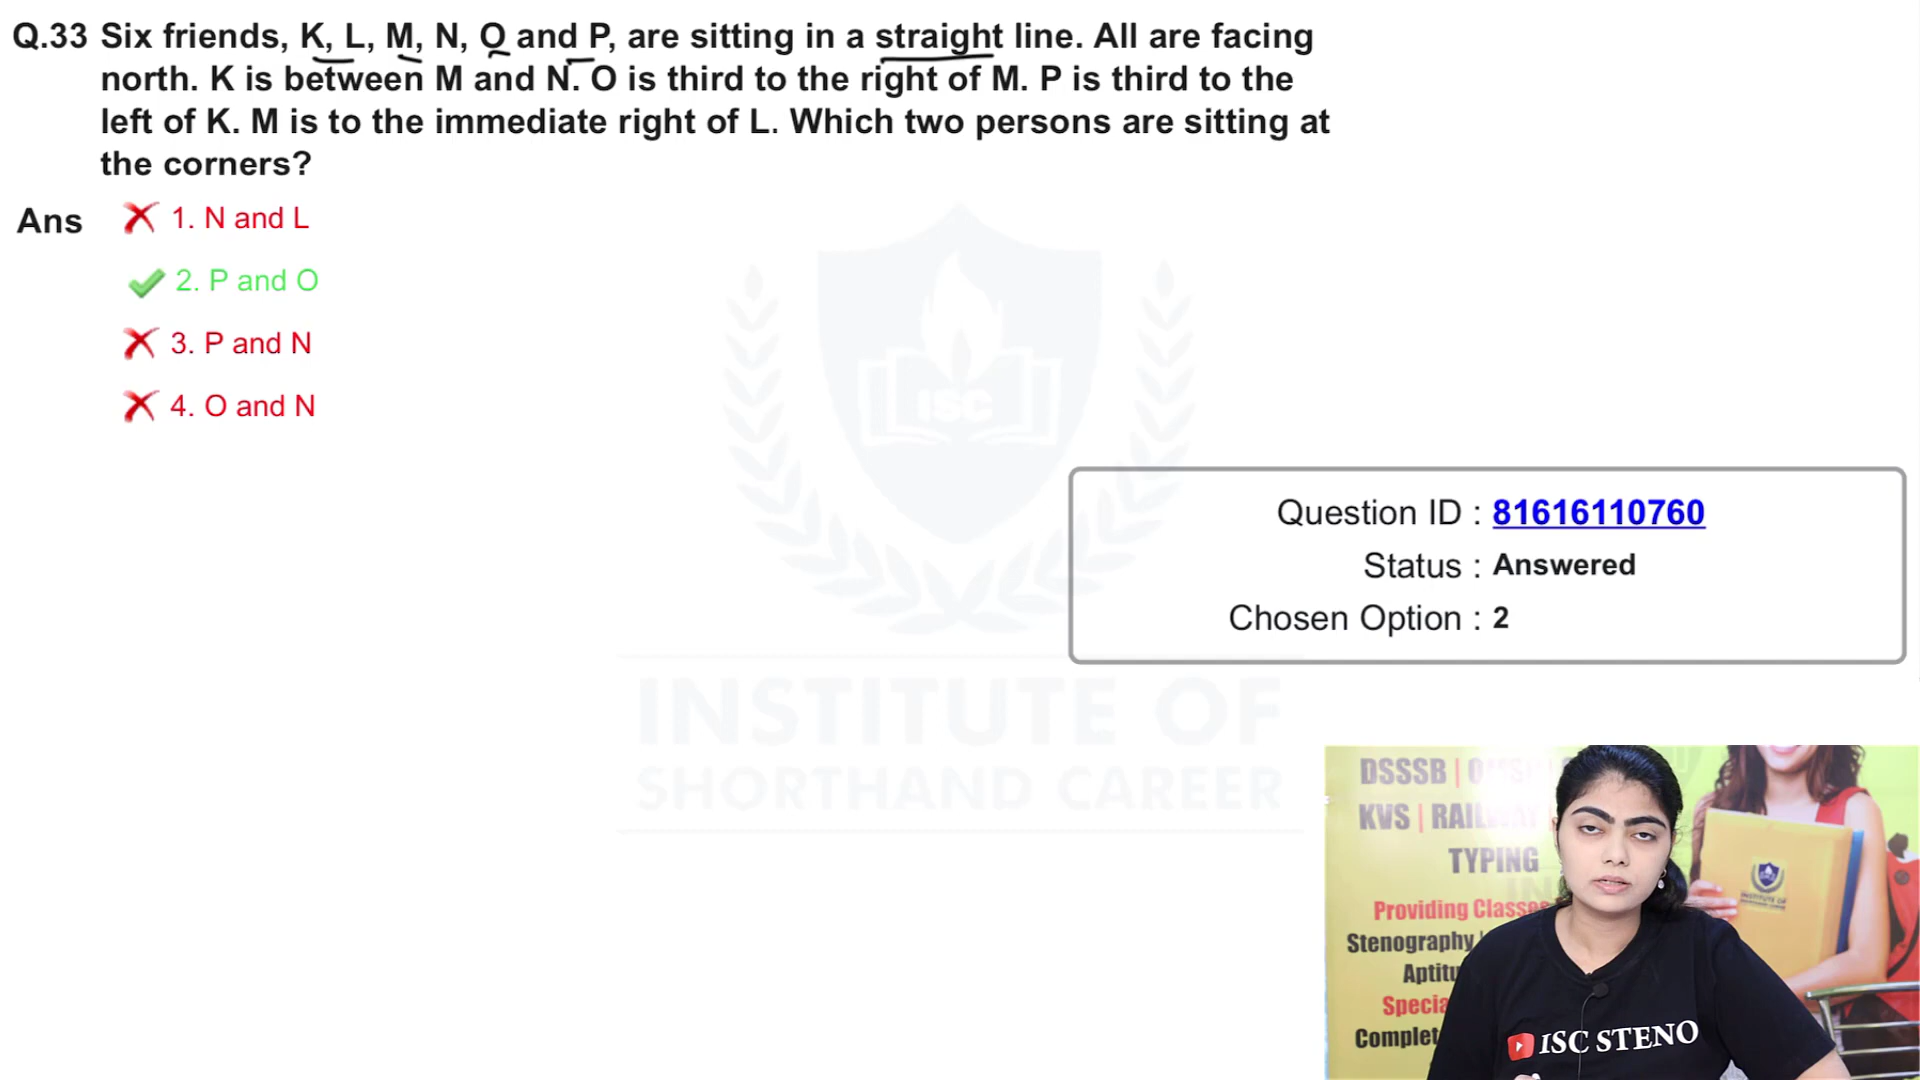 Q.33 Six friends, K, L, M, N, O and P, are sitting in a straight line. All are facing
north. K is between M and N. O is third to the right of M. P is third to the
left of K. M is to the immediate right of L. Which two persons are sitting at
the corners?
Ans
1. N and L
2. P and O
3. P and N
4. O and N
ISC
Question ID : 81616110760
Status : Answered
Chosen Option : 2
INSTITUTE OF
SHORTHAND CAREER
DSSSB |
KVS |
TYPING
Providing
Stenography
INSTITUTE OF
ISC STENO